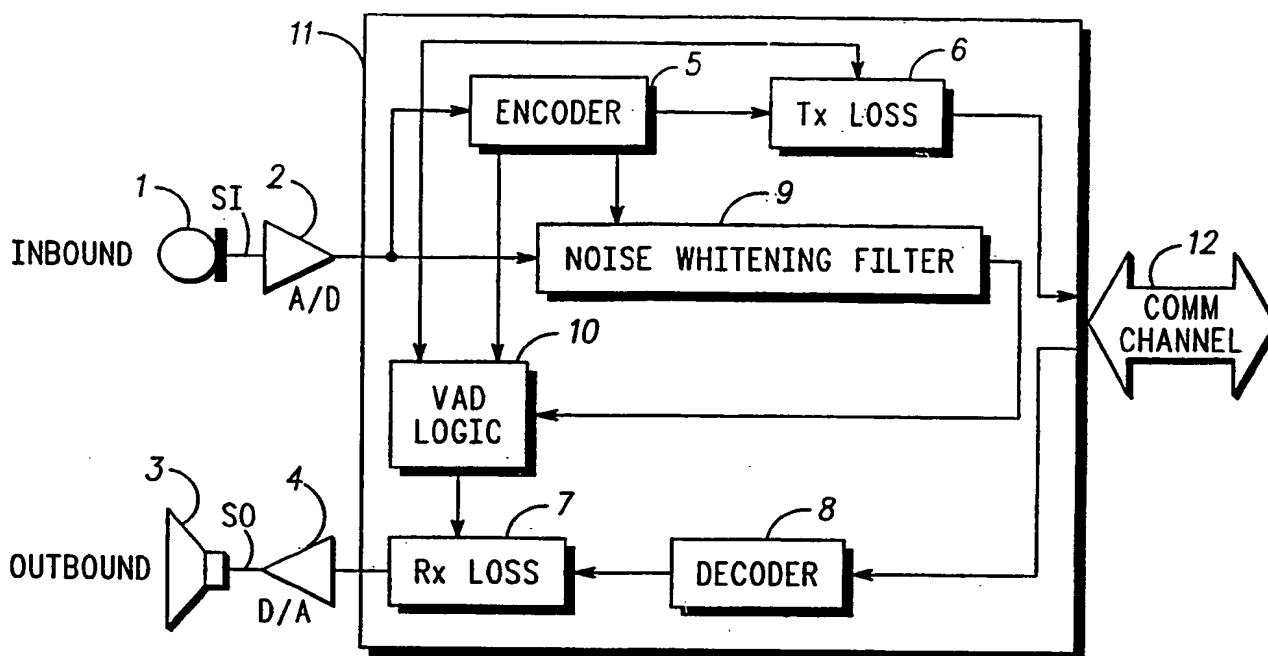 11
5
6
ENCODER
Tx LOSS
1
SI
2
9
INBOUND
A/D
NOISE WHITENING FILTER
12
COMM
CHANNEL
10
VAD
LOGIC
3
SO
4
7
8
OUTBOUND
D/A
Rx LOSS
DECODER